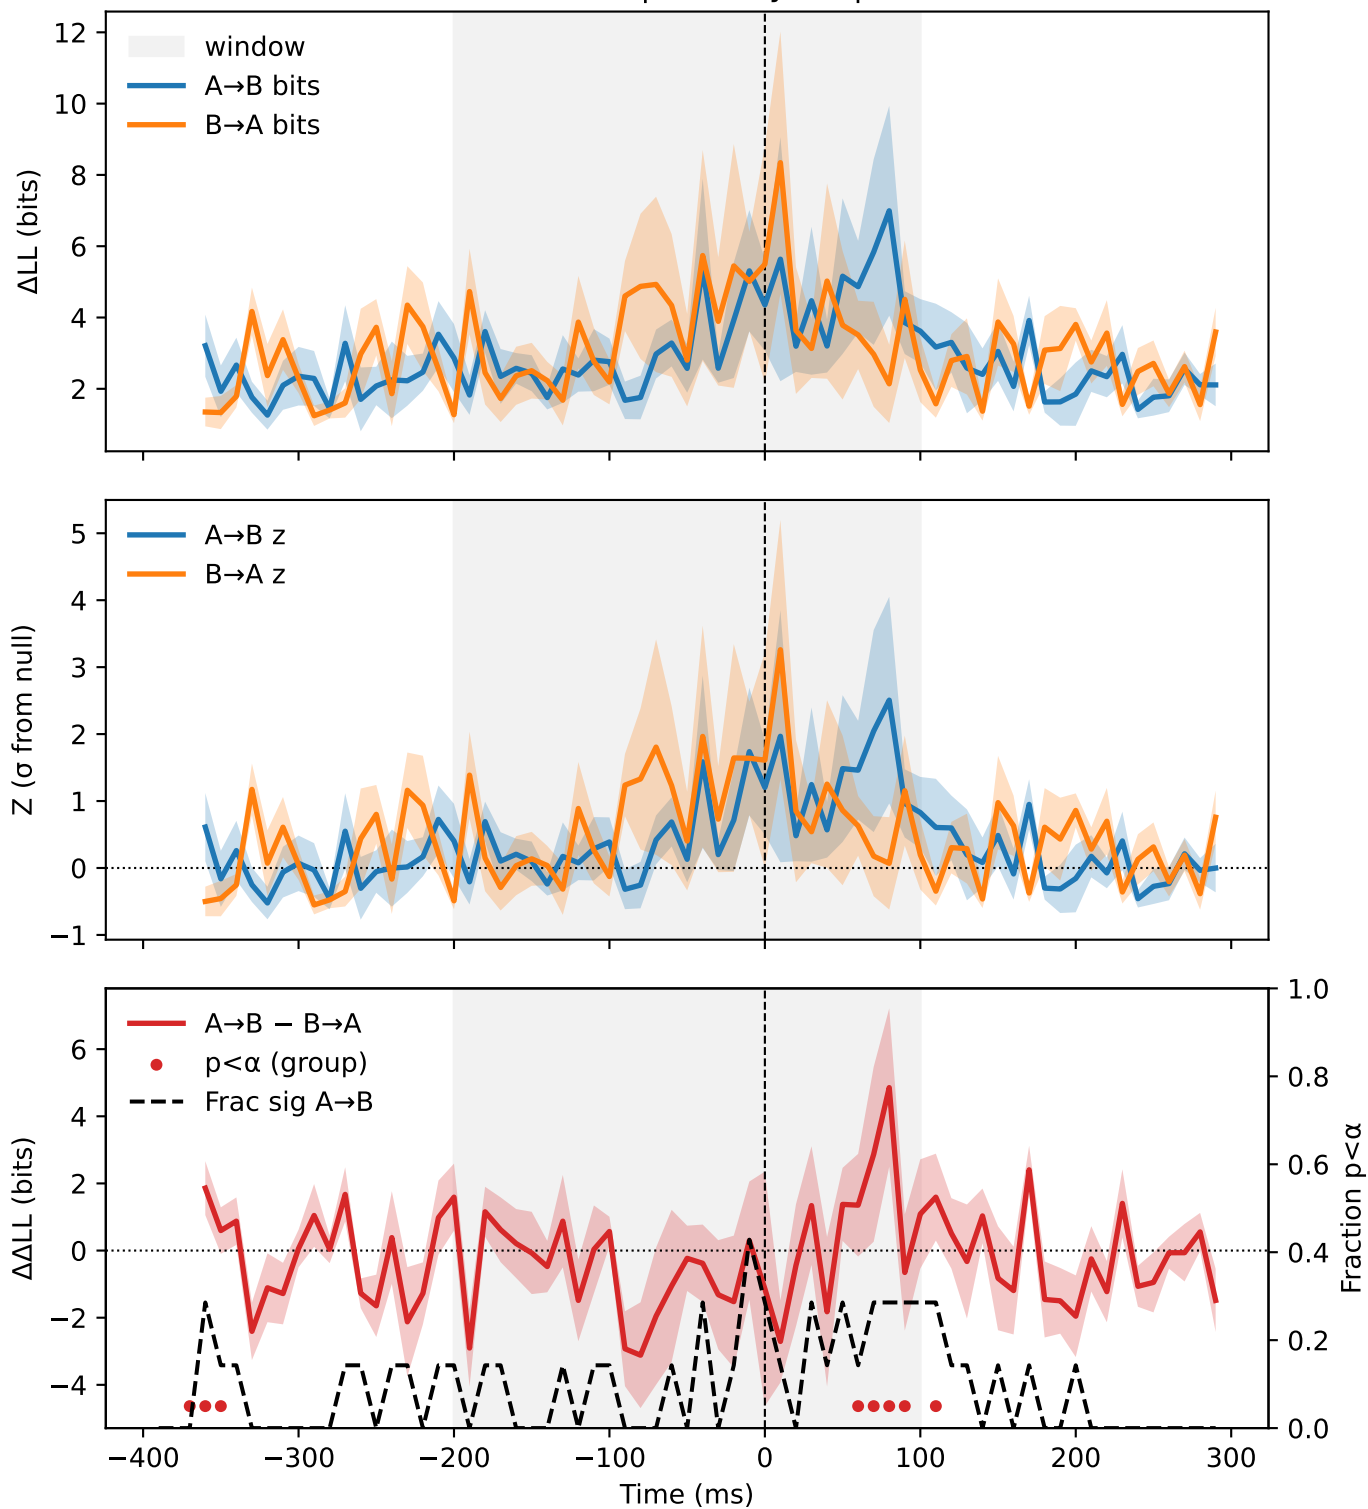 12
10
8
6
4
2
ΔLL (bits)
window
A→B bits
B→A bits
5
4
3
2
1
0
−1
Z (σ from null)
A→B z
B→A z
6
4
2
0
−2
−4
ΔΔLL (bits)
A→B − B→A
p<α (group)
Frac sig A→B
1.0
0.8
0.6
0.4
0.2
0.0
Fraction p<α
−400 −300 −200 −100 0 100 200 300
Time (ms)